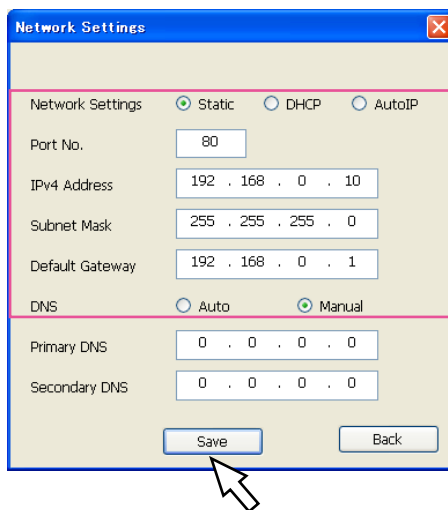 Network Settings
Network Settings Static DHCP AutoIP
Port No. 80
IPv4 Address 192 . 168 . 0 . 10
Subnet Mask 255 . 255 . 255 . 0
Default Gateway 192 . 168 . 0 . 1
DNS Auto Manual
Primary DNS 0 . 0 . 0 . 0
Secondary DNS 0 . 0 . 0 . 0
Save Back